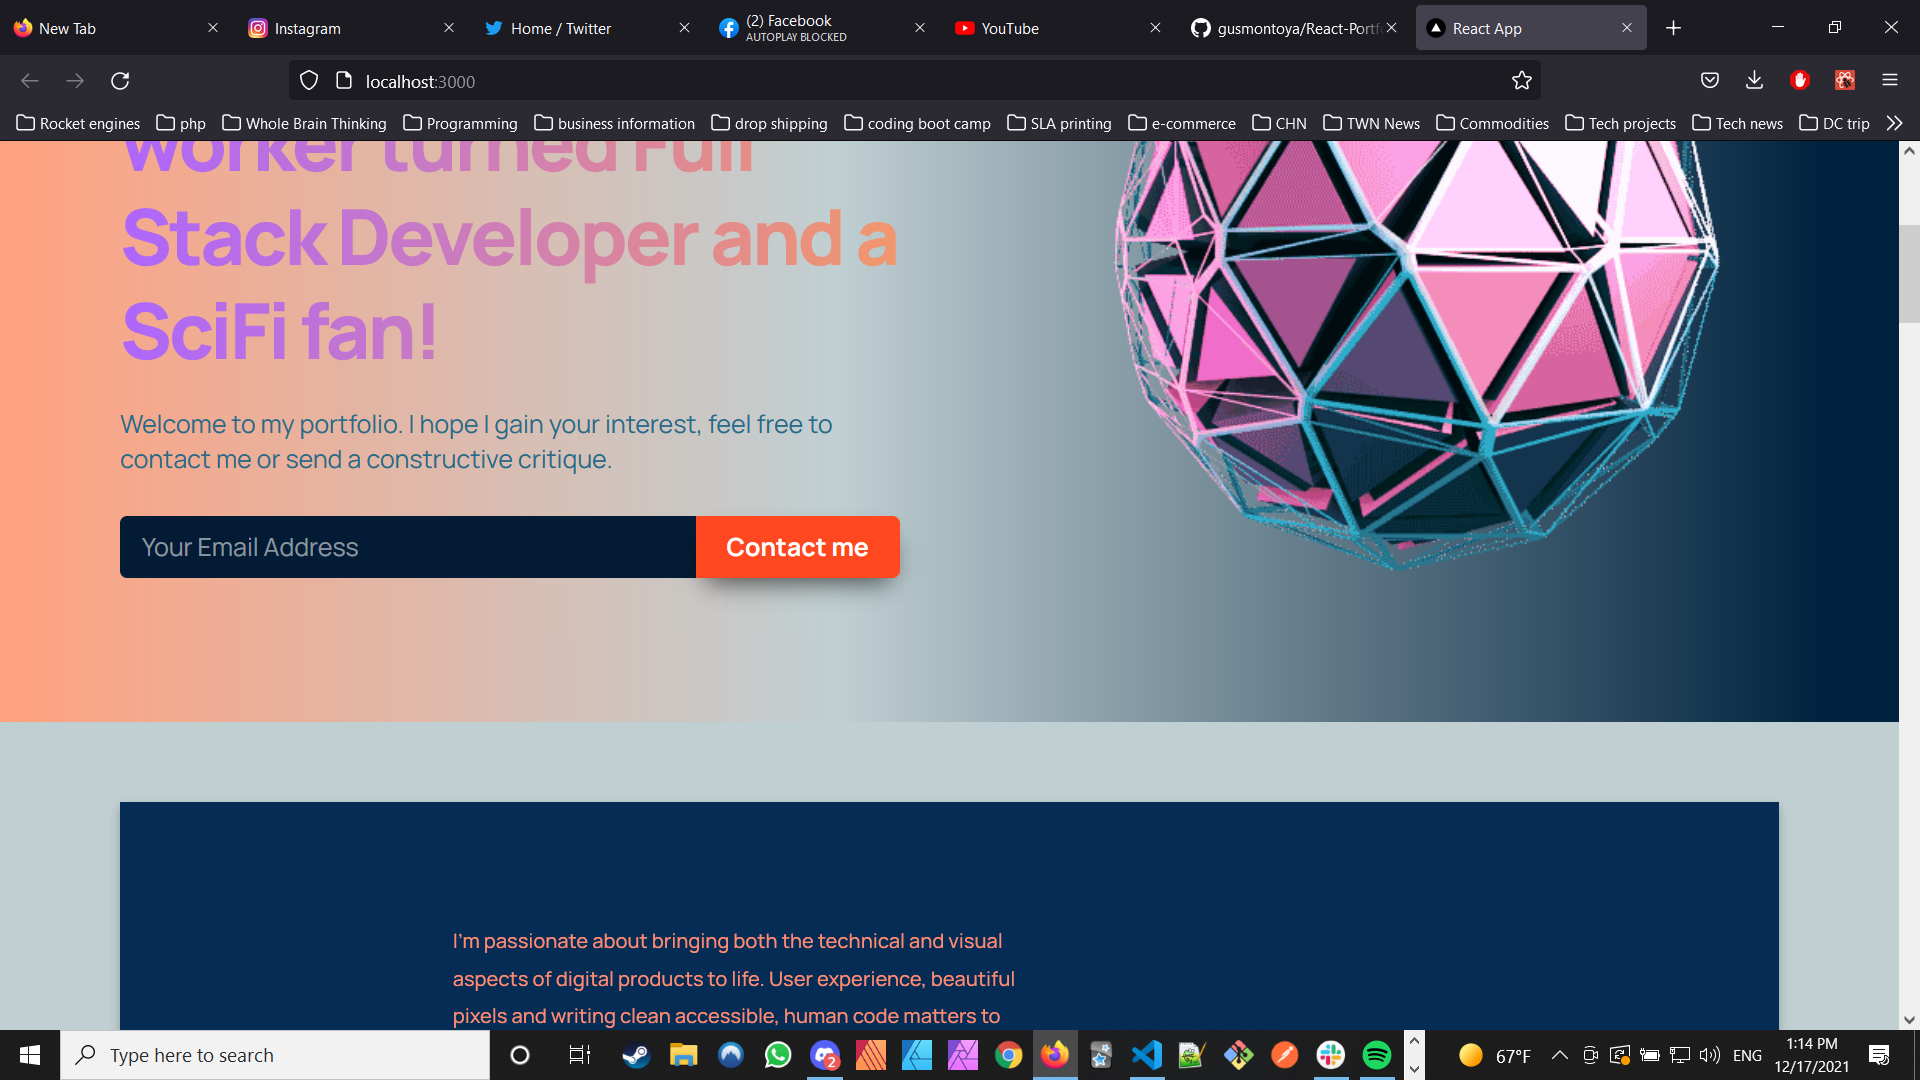 New Tab
Instagram
Home / Twitter
(2) Facebook
AUTOPLAY BLOCKED
YouTube
gusmontoya/React-Portf
React App
localhost:3000
Rocket engines
php
Whole Brain Thinking
Programming
business information
drop shipping
coding boot camp
SLA printing
e-commerce
CHN
TWN News
Commodities
Tech projects
Tech news
DC trip
worker turned Full
Stack Developer and a
SciFi fan!
Welcome to my portfolio. I hope I gain your interest, feel free to
contact me or send a constructive critique.
Your Email Address
Contact me
I'm passionate about bringing both the technical and visual
aspects of digital products to life. User experience, beautiful
pixels and writing clean accessible, human code matters to
Type here to search
2
67°F
ENG
1:14 PM
12/17/2021